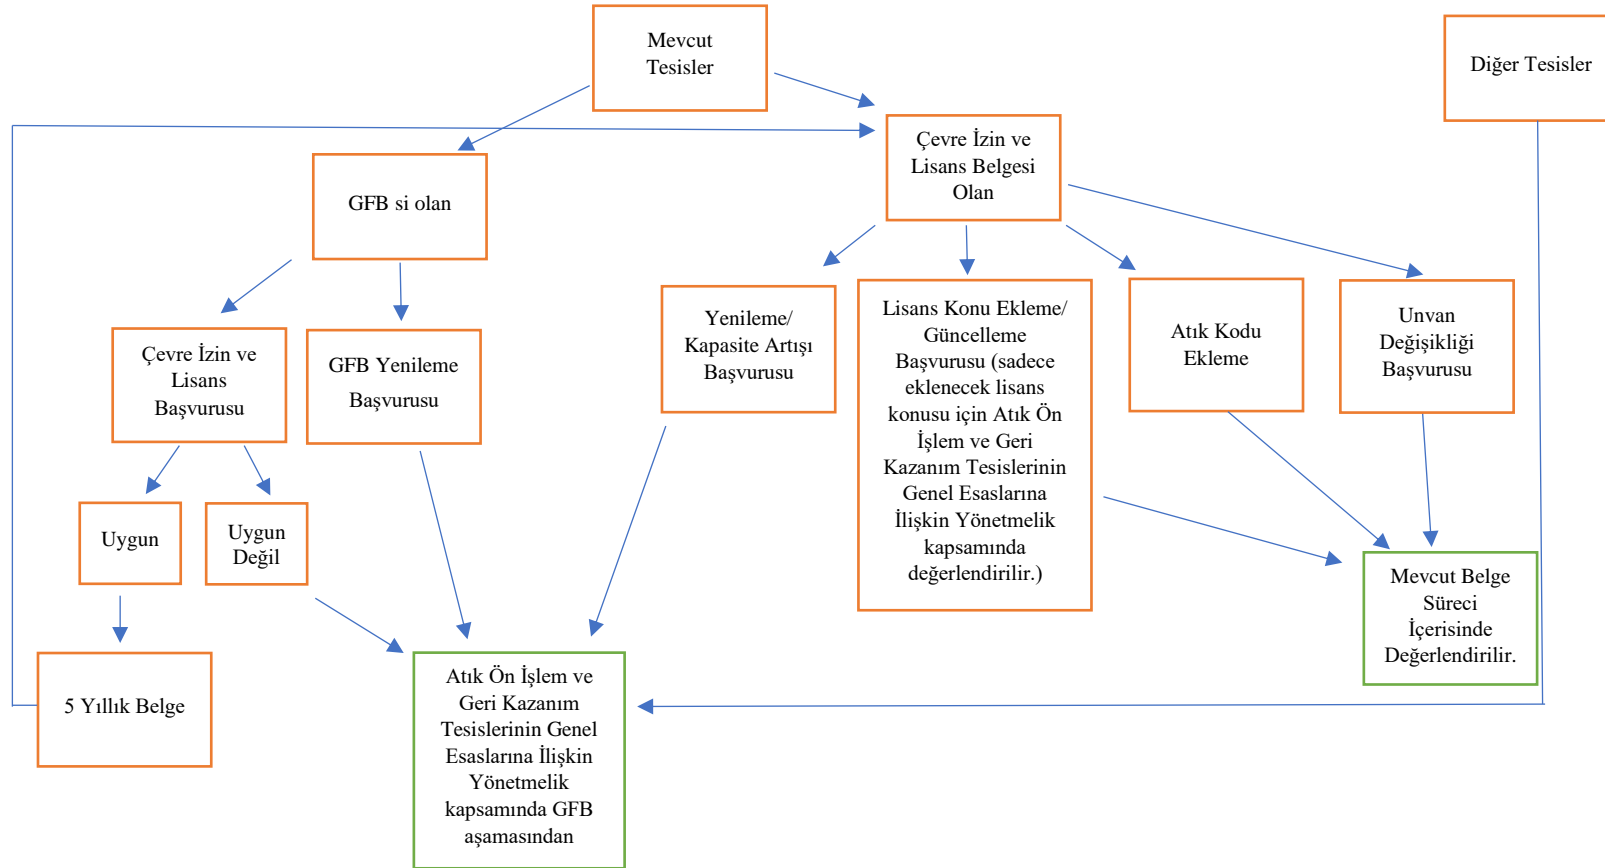 Mevcut
Tesisler
Diğer Tesisler
Çevre İzin ve
Lisans Belgesi
Olan
GFB si olan
Çevre İzin ve
Lisans
Başvurusu
GFB Yenileme
Başvurusu
Yenileme/
Kapasite Artışı
Başvurusu
Lisans Konu Ekleme/
Güncelleme
Başvurusu (sadece
eklenecek lisans
konusu için Atık Ön
İşlem ve Geri
Kazanım Tesislerinin
Genel Esaslarına
İlişkin Yönetmelik
kapsamında
değerlendirilir.)
Atık Kodu
Ekleme
Unvan
Değişikliği
Başvurusu
Uygun
Uygun
Değil
Mevcut Belge
Süreci
İçerisinde
Değerlendirilir.
5 Yıllık Belge
Atık Ön İşlem ve
Geri Kazanım
Tesislerinin Genel
Esaslarına İlişkin
Yönetmelik
kapsamında GFB
aşamasından